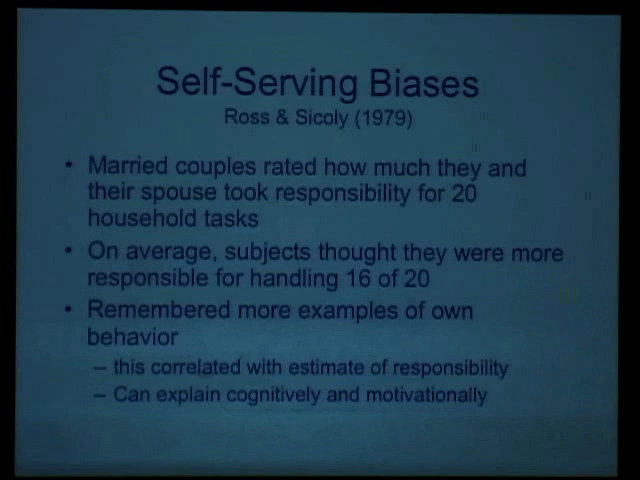 Self-Serving Biases
Ross & Sicoly (1979)
• Married couples rated how much they and
their spouse took responsibility for 20
household tasks
• On average, subjects thought they were more
responsible for handling 16 of 20
• Remembered more examples of own
behavior
– this correlated with estimate of responsibility
– Can explain cognitively and motivationally